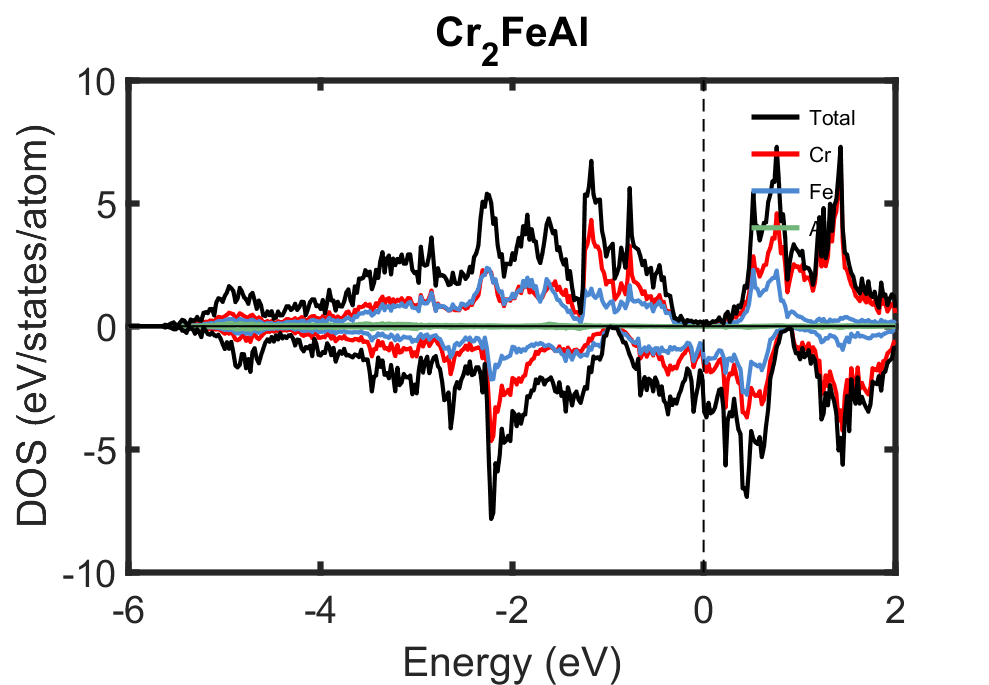 Cr2FeAl
10
5
0
-5
-10
DOS (eV/states/atom)
Total
Cr
Fe
-6 -4 -2 0 2
Energy (eV)